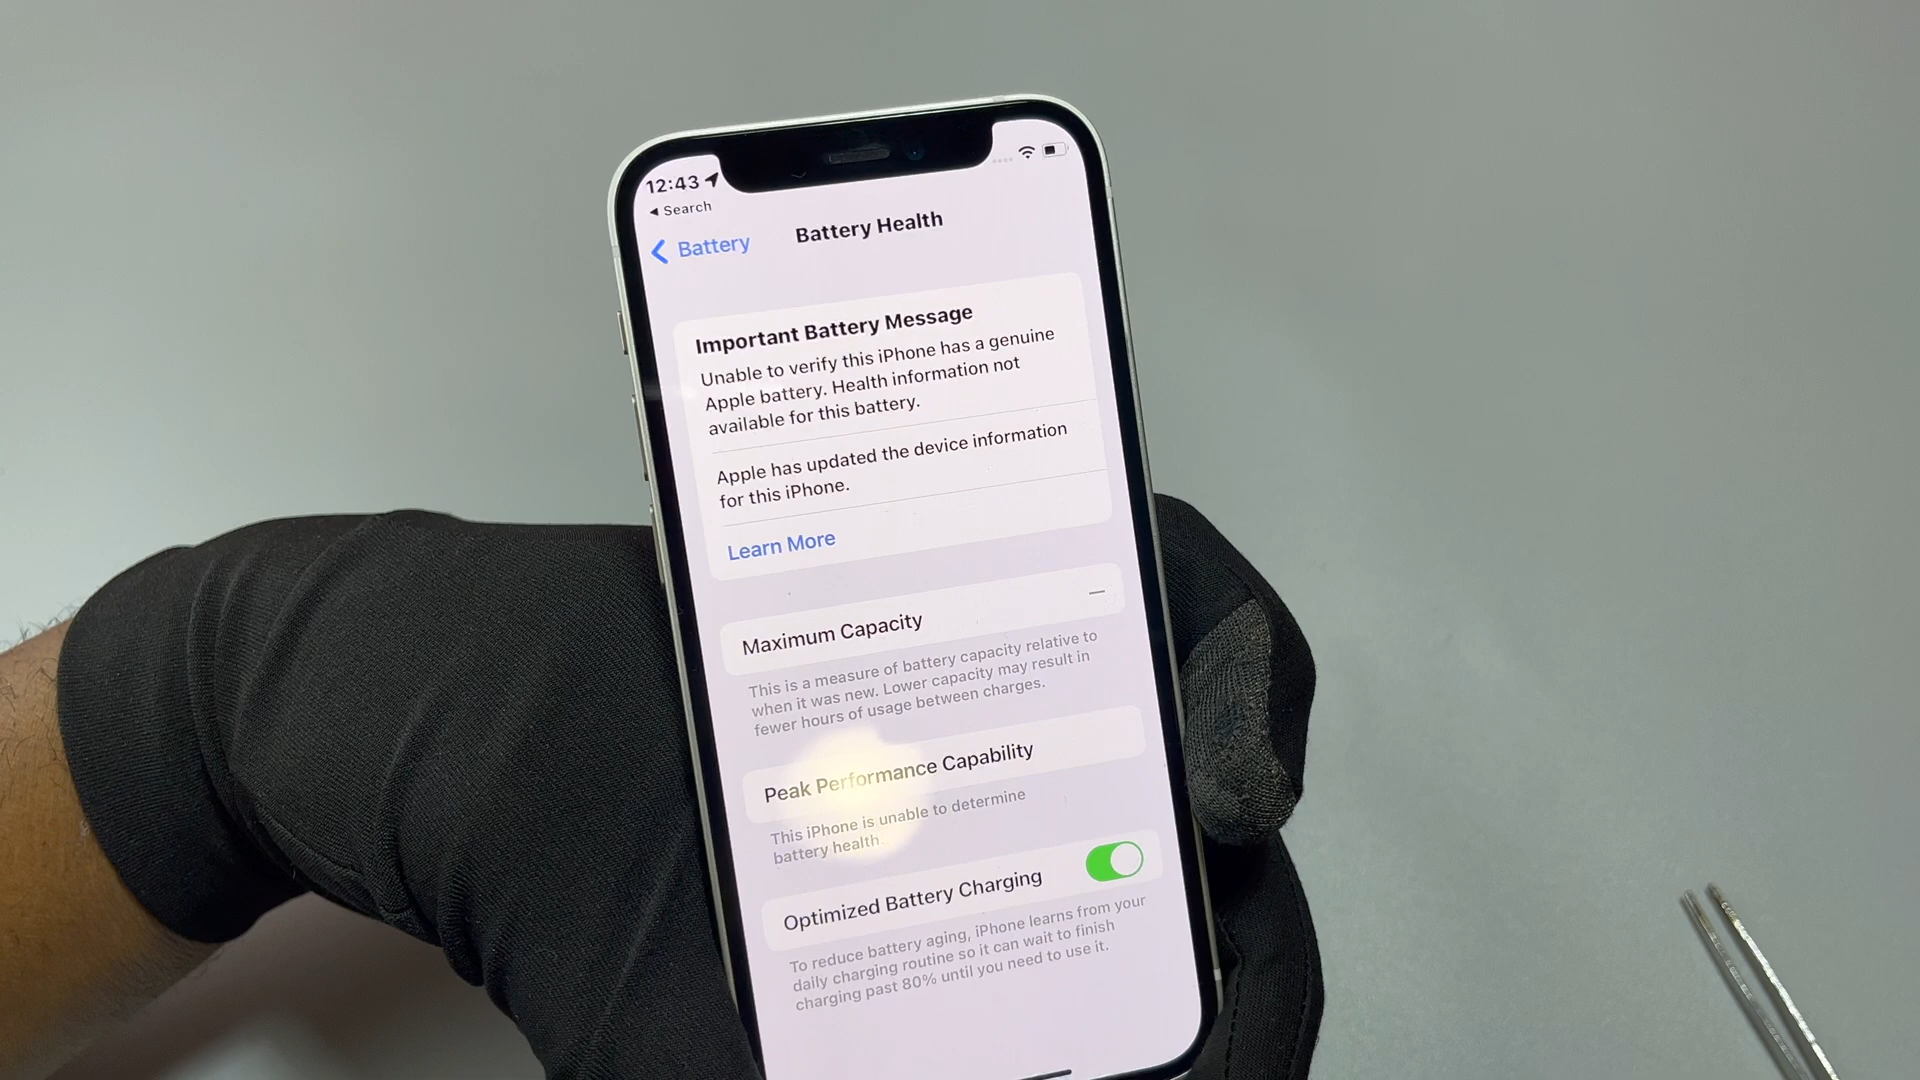 12:43
◀ Search
Battery
Battery Health
Important Battery Message
Unable to verify this iPhone has a genuine
Apple battery. Health information not
available for this battery.
Apple has updated the device information
for this iPhone.
Learn More
Maximum Capacity —
This is a measure of battery capacity relative to
when it was new. Lower capacity may result in
fewer hours of usage between charges.
Peak Performance Capability
This iPhone is unable to determine
battery health.
Optimized Battery Charging
To reduce battery aging, iPhone learns from your
daily charging routine so it can wait to finish
charging past 80% until you need to use it.